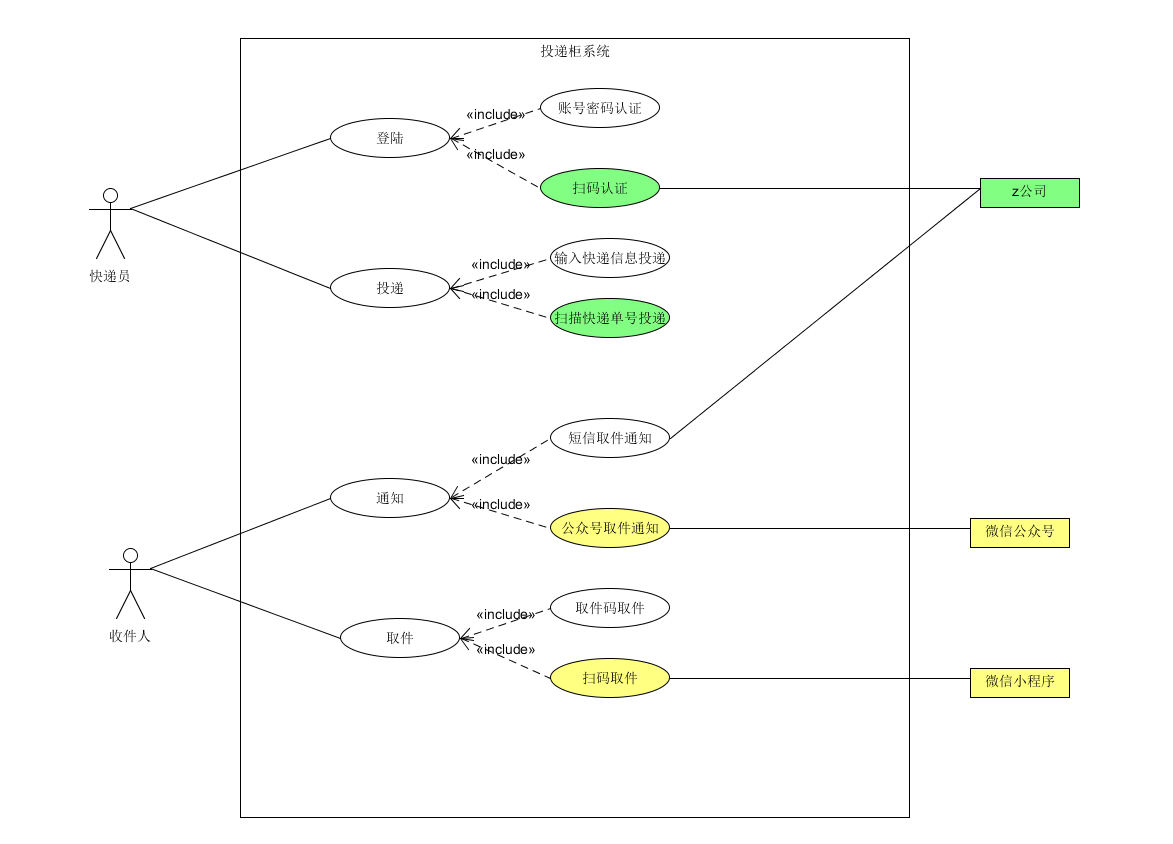 投递柜系统
账号密码认证
«include»
登陆
«include»
扫码认证
z公司
快递员
输入快递信息投递
«include»
投递
«include»
扫描快递单号投递
短信取件通知
«include»
通知
«include»
公众号取件通知
微信公众号
收件人
取件码取件
«include»
取件
«include»
扫码取件
微信小程序